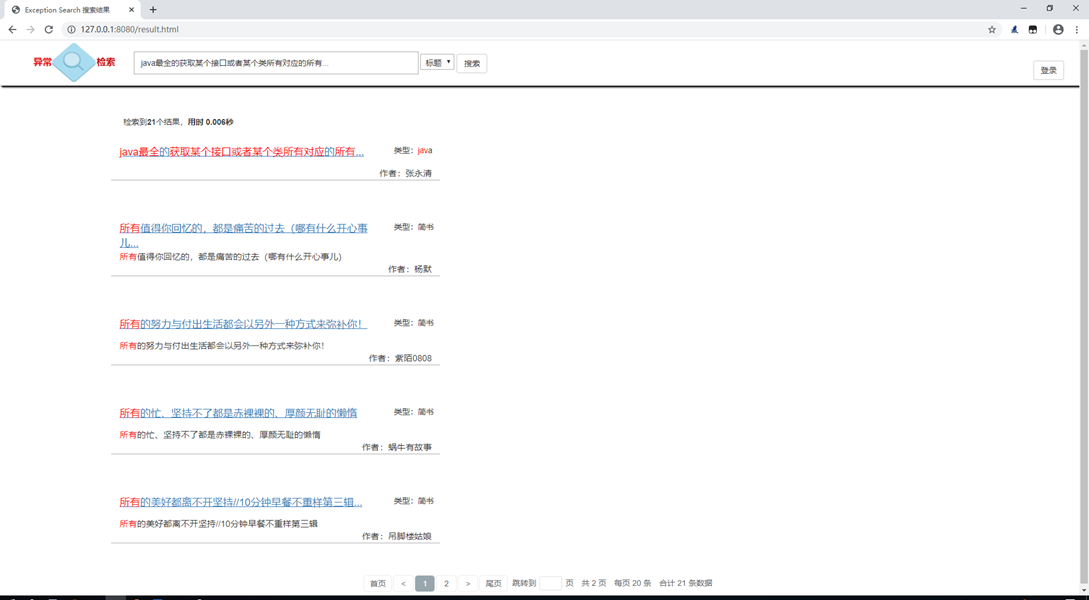 Exception Search 搜索结果
127.0.0.1:8080/result.html
异常
检索
java最全的获取某个接口或者某个类所有对应的所有...
标题
搜索
登录
检索到21个结果，用时 0.006秒
java最全的获取某个接口或者某个类所有对应的所有...
类型：java
作者：张永清
所有值得你回忆的，都是痛苦的过去（哪有什么开心事
儿...
类型：简书
所有值得你回忆的，都是痛苦的过去（哪有什么开心事儿）
作者：杨默
所有的努力与付出生活都会以另外一种方式来弥补你！
类型：简书
所有的努力与付出生活都会以另外一种方式来弥补你！
作者：紫陌0808
所有的忙、坚持不了都是赤裸裸的、厚颜无耻的懒惰
类型：简书
所有的忙、坚持不了都是赤裸裸的、厚颜无耻的懒惰
作者：蜗牛有故事
所有的美好都离不开坚持//10分钟早餐不重样第三辑...
类型：简书
所有的美好都离不开坚持//10分钟早餐不重样第三辑
作者：吊脚楼姑娘
首页 < 1 2 > 尾页 跳转到 页 共 2 页 每页 20 条 合计 21 条数据